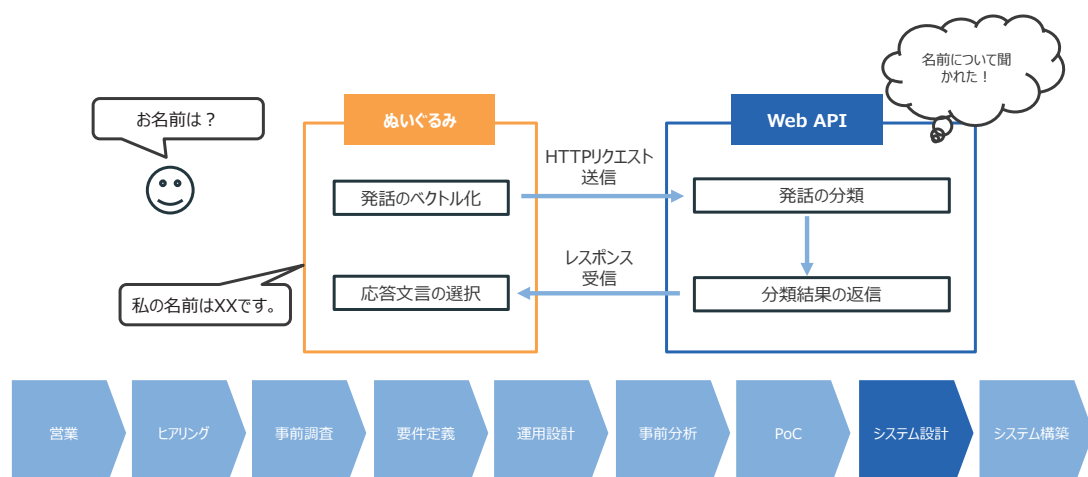 名前について聞
かれた！
お名前は？
ぬいぐるみ
Web API
HTTPリクエスト
送信
発話のベクトル化
発話の分類
レスポンス
受信
私の名前はXXです。
応答文言の選択
分類結果の返信
営業
ヒアリング
事前調査
要件定義
運用設計
事前分析
PoC
システム設計
システム構築